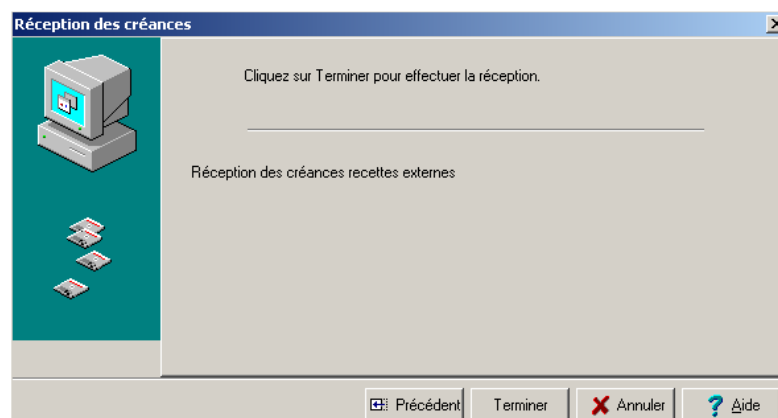 Réception des créances
Cliquez sur Terminer pour effectuer la réception.
Réception des créances recettes externes
Précédent
Terminer
Annuler
Aide